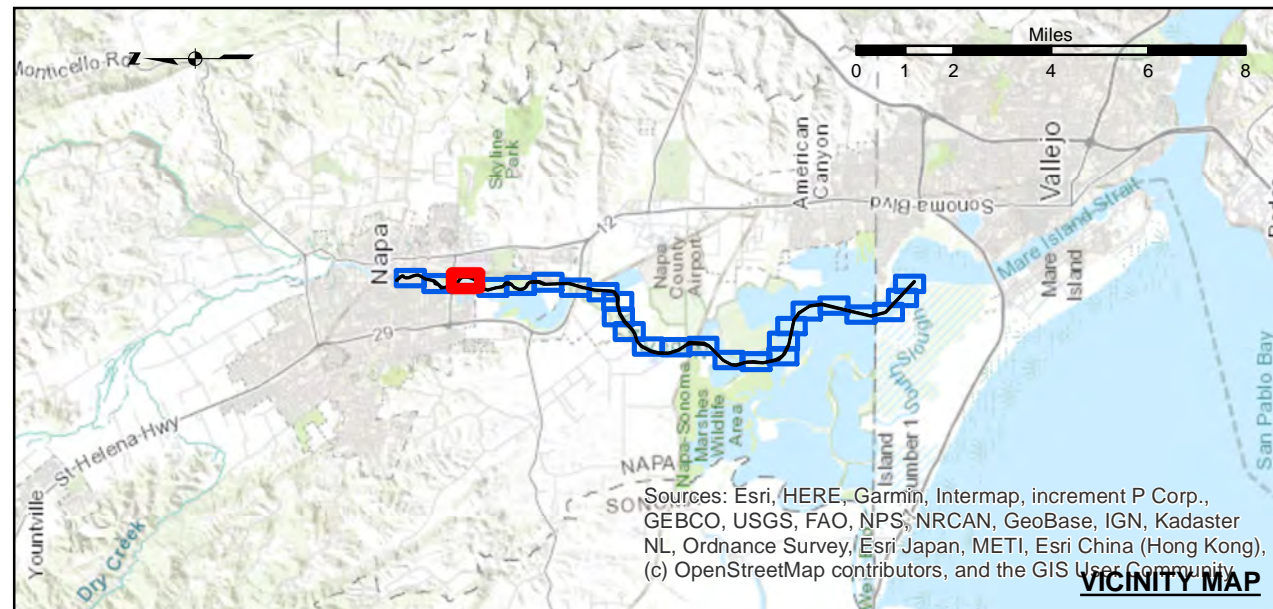 Monticello Rd
Z
Miles
0 1 2 4 6 8
Skyline
Park
American
Canyon
Vallejo
Sonoma Blvd
12
Napa
Napa
County
Airport
Mare Island Strait
Mare
Island
29
South Slough
St Helena Hwy
Napa-Sonoma
Marshes
Wildlife
Area
Island
Number 1
San Pablo Bay
NAPA
SONO
Yountville
Dry Creek
Sources: Esri, HERE, Garmin, Intermap, increment P Corp.,
GEBCO, USGS, FAO, NPS, NRCAN, GeoBase, IGN, Kadaster
NL, Ordnance Survey, Esri Japan, METI, Esri China (Hong Kong),
(c) OpenStreetMap contributors, and the GIS User Community
VICINITY MAP